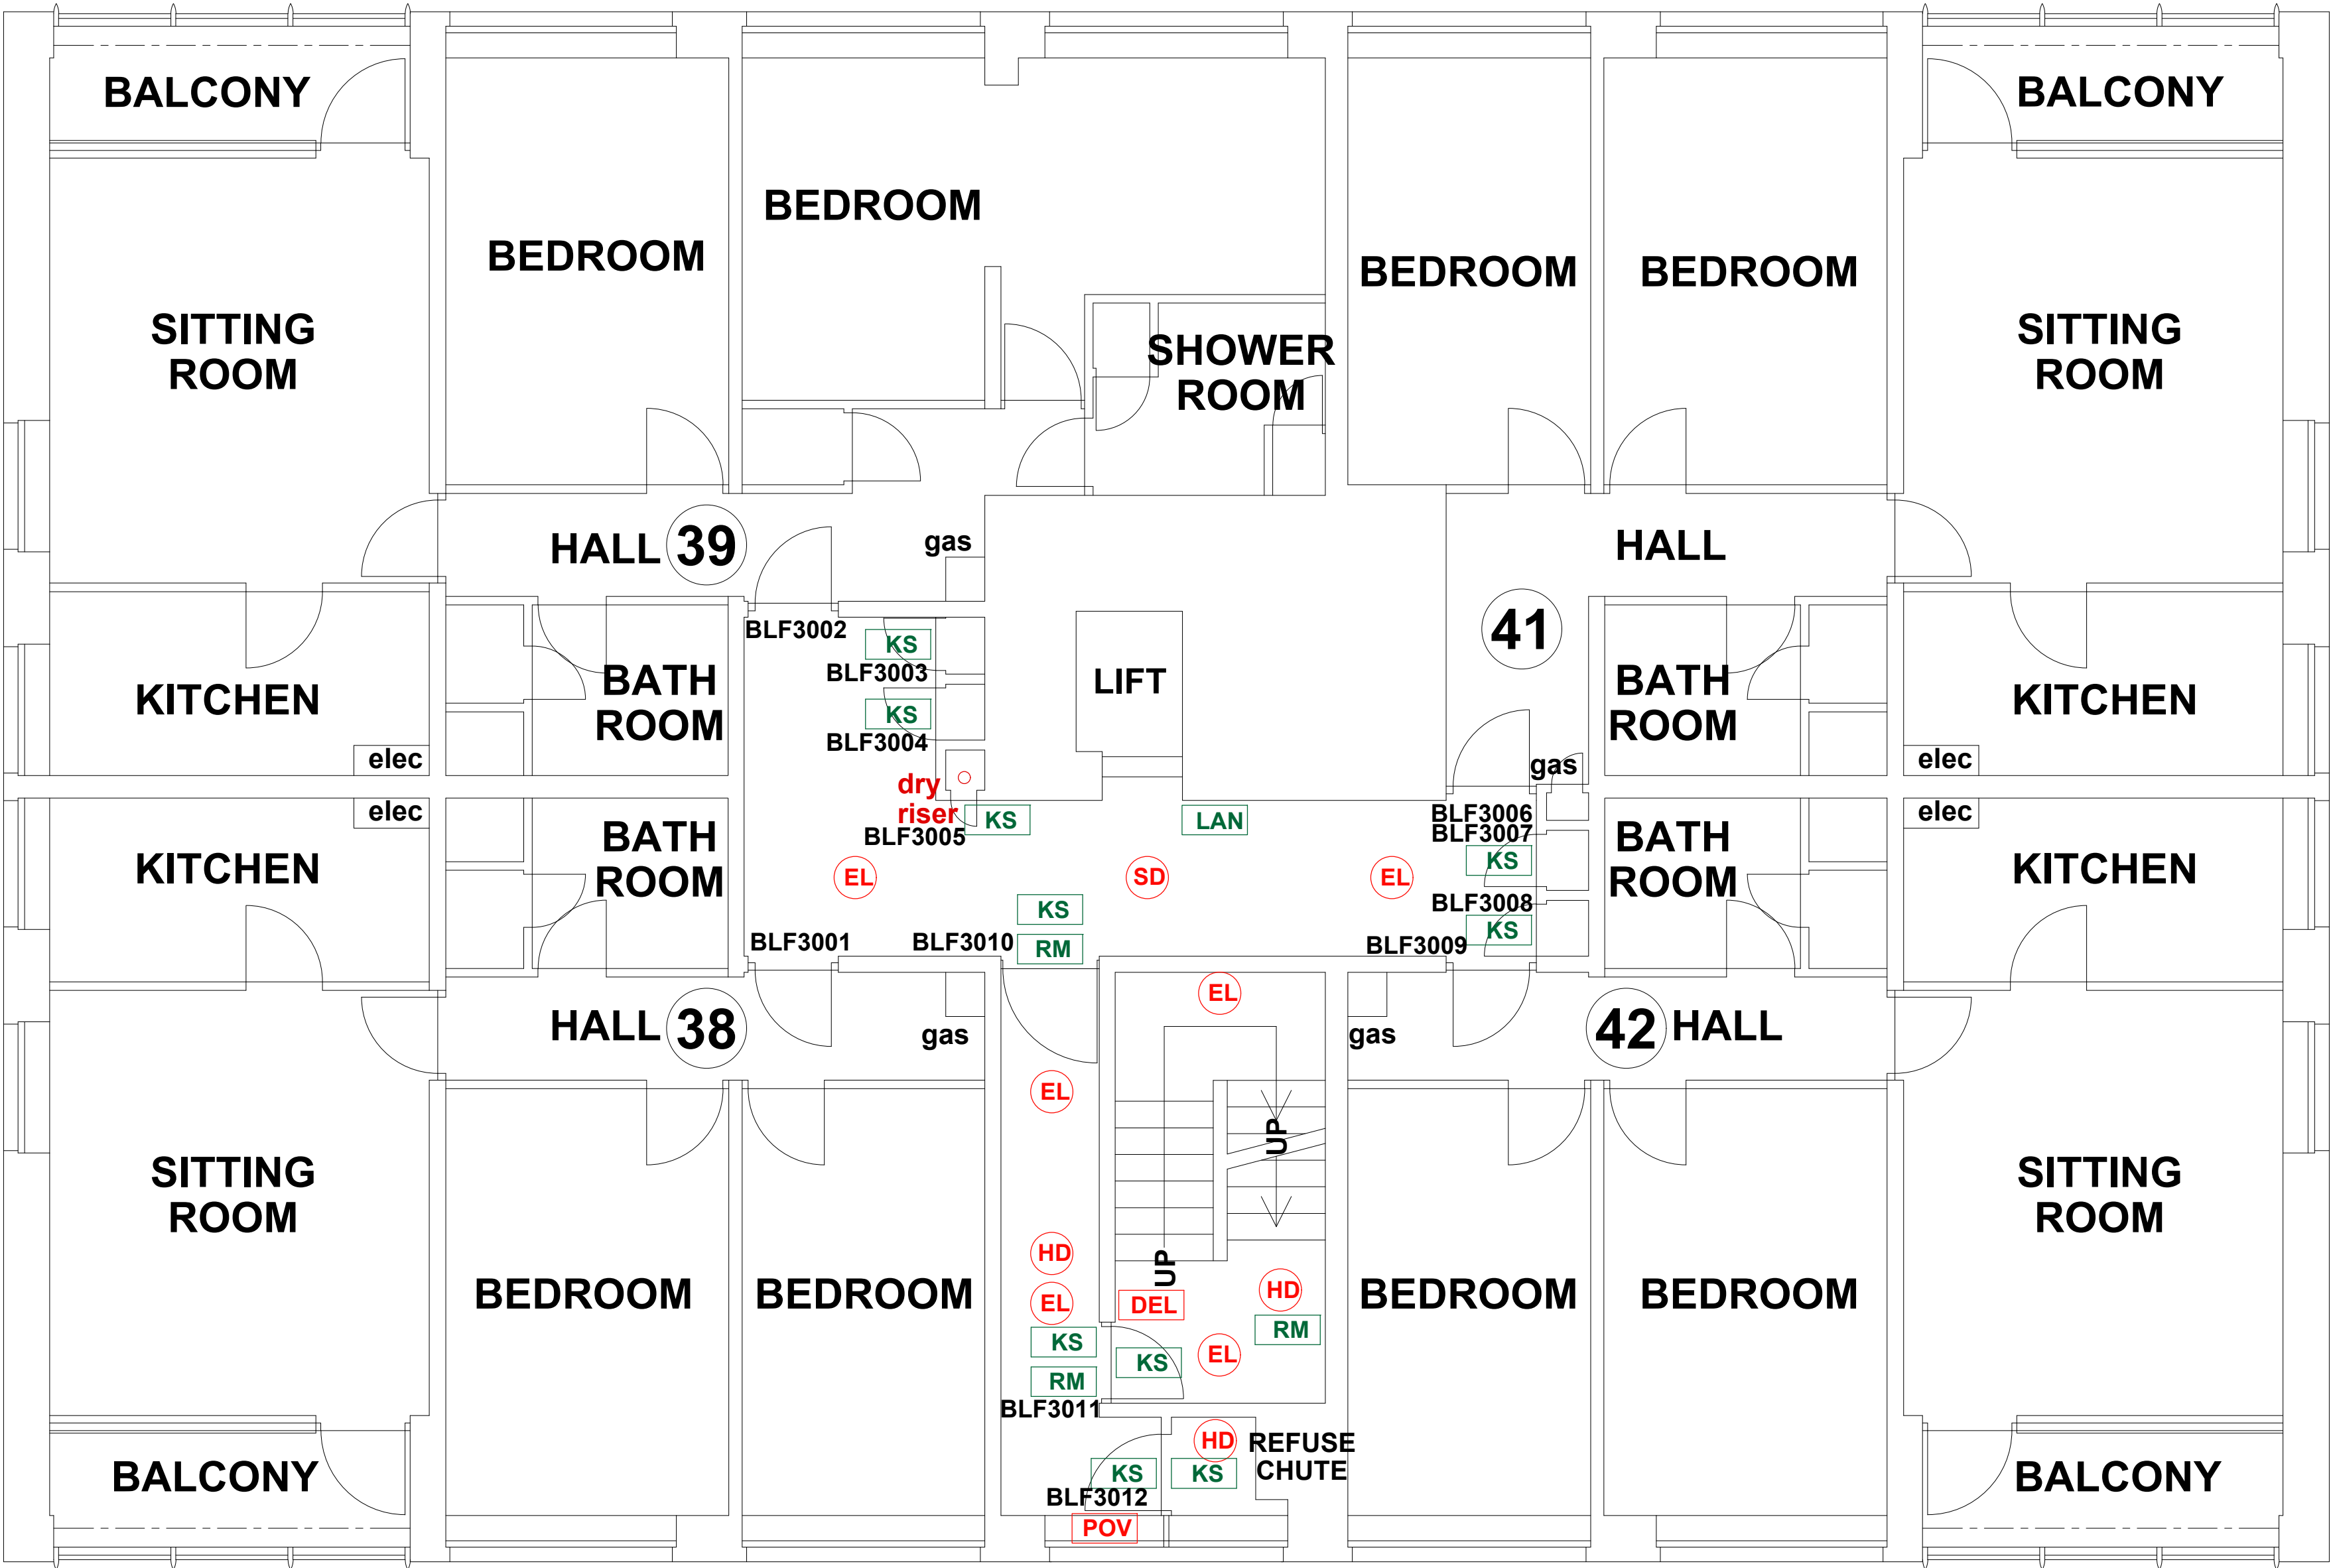 BALCONY
BALCONY
BEDROOM
BEDROOM
BEDROOM
BEDROOM
SITTING
ROOM
SHOWER
ROOM
SITTING
ROOM
HALL 39
gas
HALL
41
BLF3002
KS
BLF3003
KS
BLF3004
LIFT
KITCHEN
BATH
ROOM
BATH
ROOM
KITCHEN
elec
gas
elec
dry
riser
BLF3005
KS
LAN
BLF3006
BLF3007
KS
elec
elec
KITCHEN
BATH
ROOM
EL
SD
EL
BATH
ROOM
KITCHEN
KS
BLF3008
KS
BLF3001
BLF3010
RM
BLF3009
HALL 38
gas
EL
gas
42 HALL
EL
UP
SITTING
ROOM
SITTING
ROOM
HD
UP
BEDROOM
BEDROOM
EL
DEL
HD
BEDROOM
BEDROOM
KS
RM
KS
EL
RM
BLF3011
HD
REFUSE
CHUTE
BALCONY
KS
KS
BALCONY
BLF3012
POV